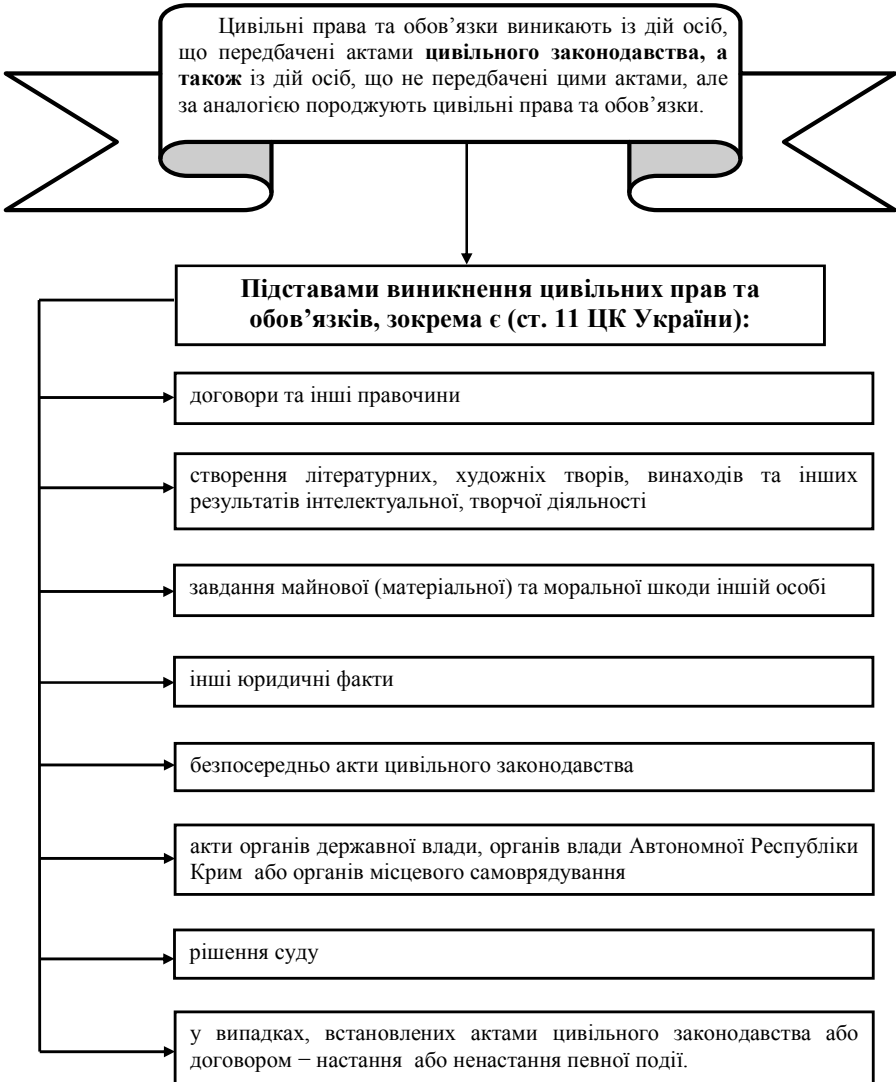 Цивільні права та обов’язки виникають із дій осіб,
що передбачені актами цивільного законодавства, а
також із дій осіб, що не передбачені цими актами, але
за аналогією породжують цивільні права та обов’язки.
Підставами виникнення цивільних прав та
обов’язків, зокрема є (ст. 11 ЦК України):
договори та інші правочини
створення літературних, художніх творів, винаходів та інших
результатів інтелектуальної, творчої діяльності
завдання майнової (матеріальної) та моральної шкоди іншій особі
інші юридичні факти
безпосередньо акти цивільного законодавства
акти органів державної влади, органів влади Автономної Республіки
Крим або органів місцевого самоврядування
рішення суду
у випадках, встановлених актами цивільного законодавства або
договором − настання або ненастання певної події.